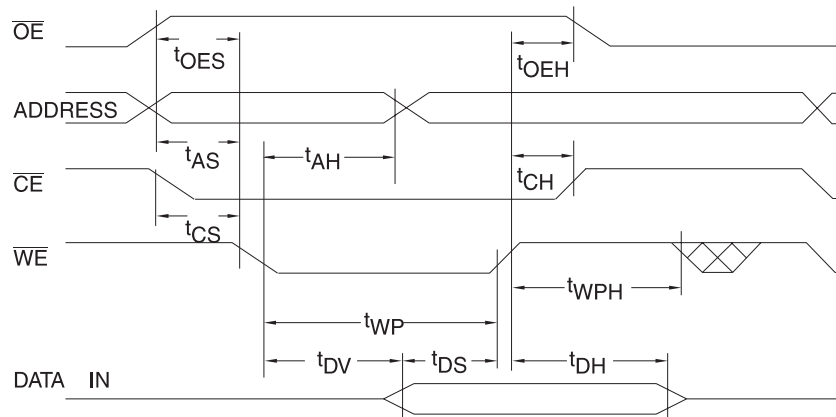 OE
tOES
tOEH
ADDRESS
tAS
tAH
tCH
CE
tCS
WE
tWPH
tWP
tDV
tDS
tDH
DATA IN